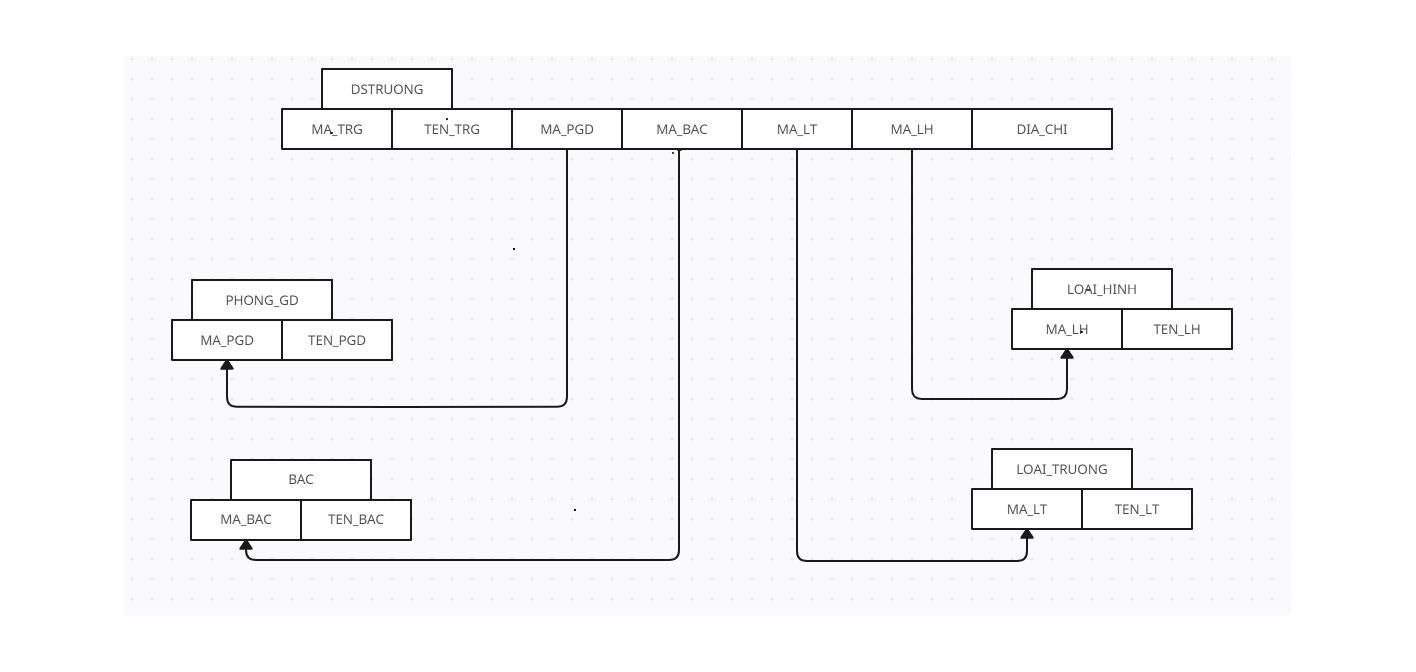 DSTRUONG
MA_TRG TEN_TRG MA_PGD MA_BAC MA_LT MA_LH DIA_CHI
LOAI_HINH
MA_LH TEN_LH
PHONG_GD
MA_PGD TEN_PGD
LOAI_TRUONG
MA_LT TEN_LT
BAC
MA_BAC TEN_BAC